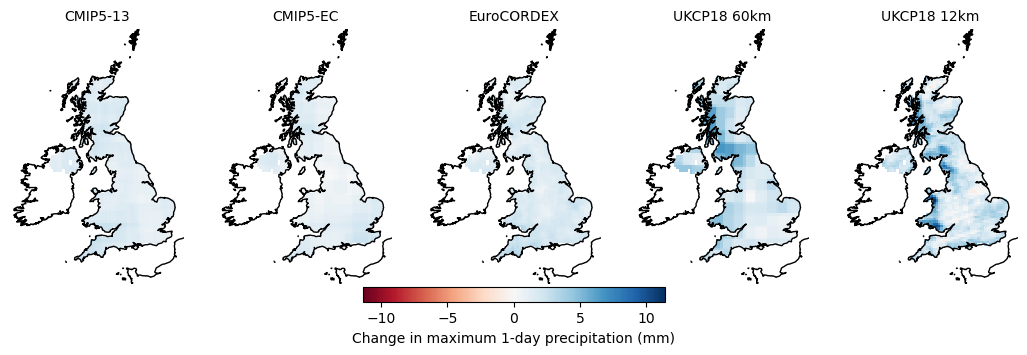 CMIP5-13 CMIP5-EC EuroCORDEX UKCP18 60km UKCP18 12km
−10 −5 0 5 10
Change in maximum 1-day precipitation (mm)